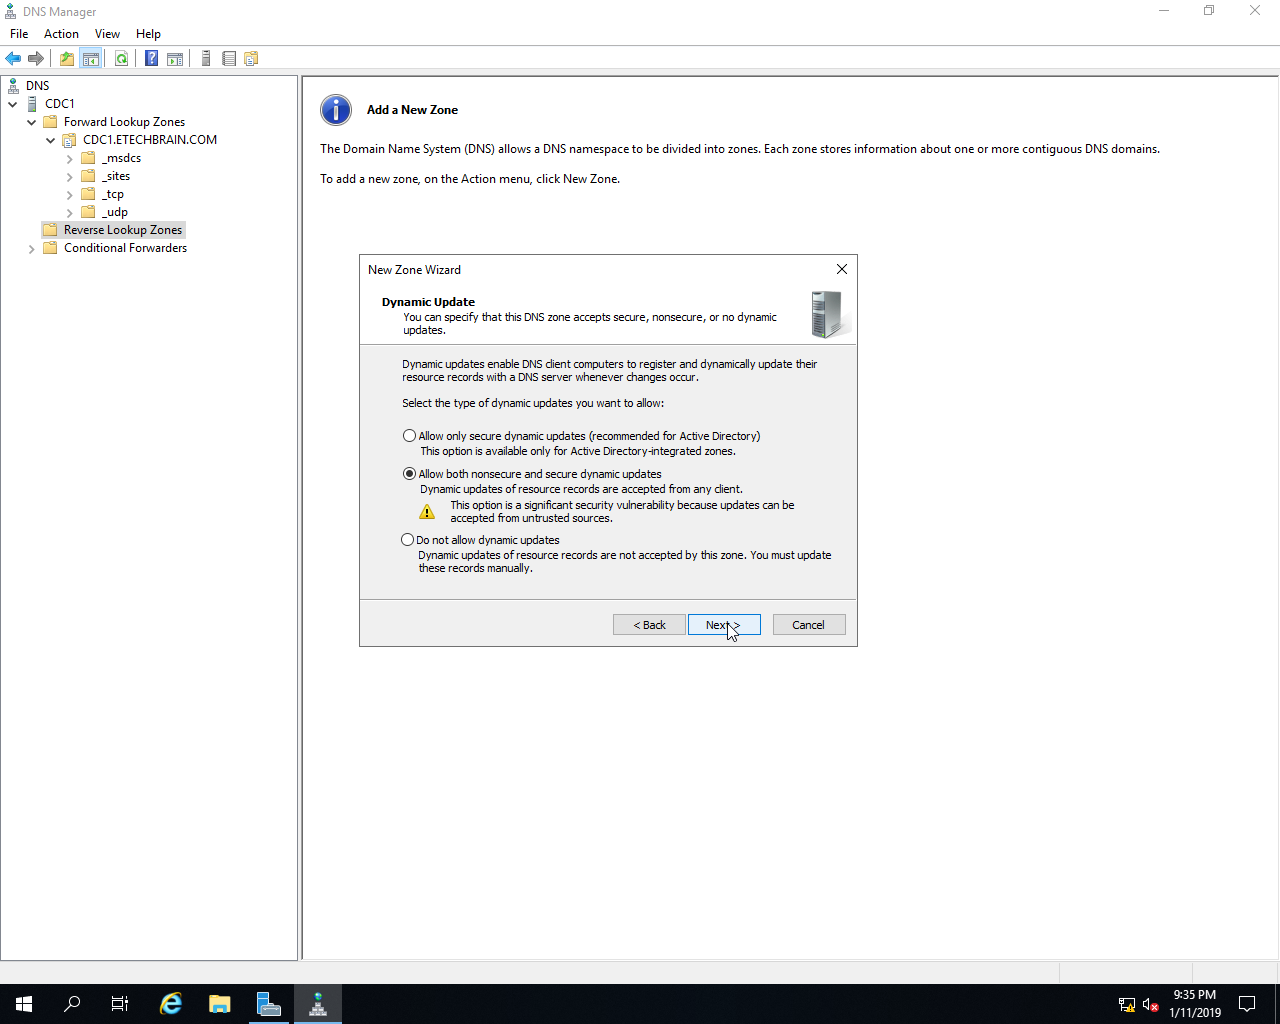 DNS Manager
File Action View Help
DNS
CDC1
Forward Lookup Zones
CDC1.ETECHBRAIN.COM
_msdcs
_sites
_tcp
_udp
Reverse Lookup Zones
Conditional Forwarders
Add a New Zone
The Domain Name System (DNS) allows a DNS namespace to be divided into zones. Each zone stores information about one or more contiguous DNS domains.
To add a new zone, on the Action menu, click New Zone.
New Zone Wizard
Dynamic Update
You can specify that this DNS zone accepts secure, nonsecure, or no dynamic
updates.
Dynamic updates enable DNS client computers to register and dynamically update their
resource records with a DNS server whenever changes occur.
Select the type of dynamic updates you want to allow:
Allow only secure dynamic updates (recommended for Active Directory)
This option is available only for Active Directory-integrated zones.
Allow both nonsecure and secure dynamic updates
Dynamic updates of resource records are accepted from any client.
This option is a significant security vulnerability because updates can be
accepted from untrusted sources.
Do not allow dynamic updates
Dynamic updates of resource records are not accepted by this zone. You must update
these records manually.
< Back Next > Cancel
9:35 PM
1/11/2019